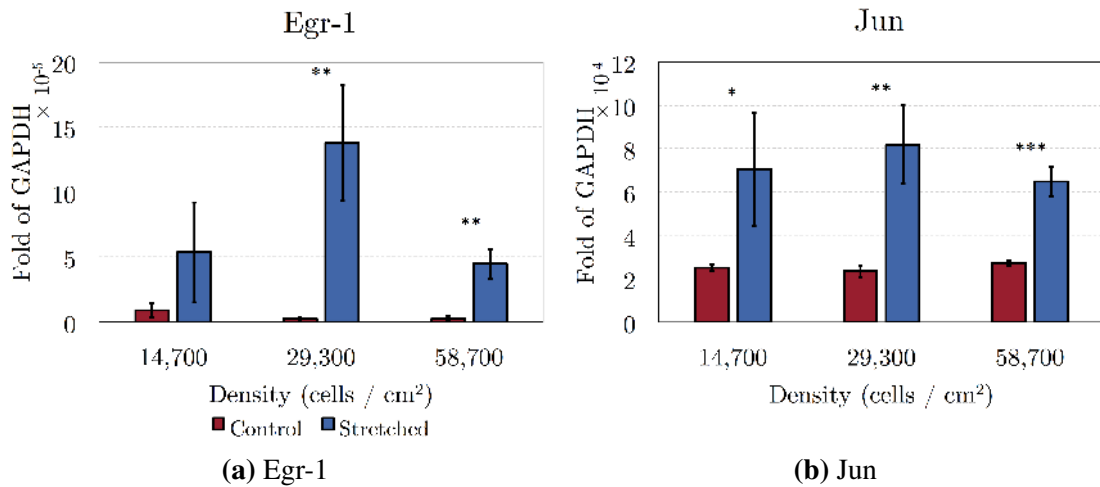 Egr-1
Fold of GAPDH
× 10⁻⁵
20
15
10
5
0
**
**
14,700 29,300 58,700
Density (cells / cm²)
Control Stretched
(a) Egr-1
Jun
Fold of GAPDH
× 10⁻⁴
12
10
8
6
4
2
0
*
**
***
14,700 29,300 58,700
Density (cells / cm²)
(b) Jun